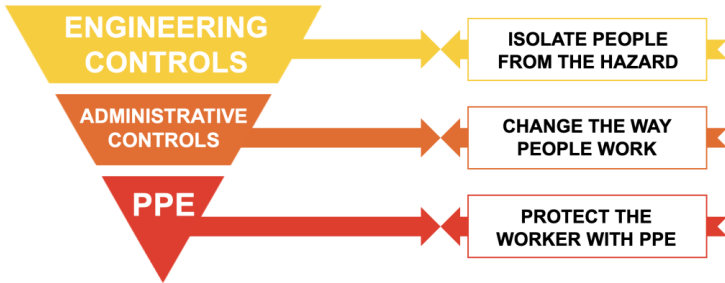 ENGINEERING
CONTROLS
ISOLATE PEOPLE
FROM THE HAZARD
ADMINISTRATIVE
CONTROLS
CHANGE THE WAY
PEOPLE WORK
PPE
PROTECT THE
WORKER WITH PPE